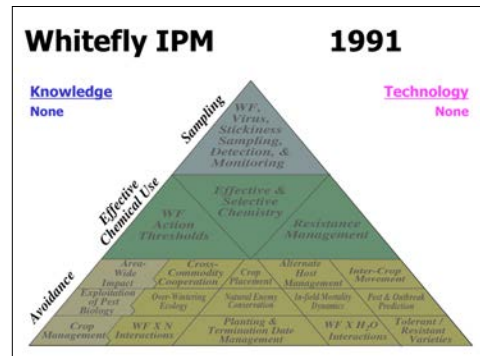 Whitefly IPM 1991
Knowledge
None
Technology
None
Sampling
WF,
Virus,
Stickiness
Sampling,
Detection, &
Monitoring
Effective
Chemical Use
WF
Action
Thresholds
Effective &
Selective
Chemistry
Resistance
Management
Avoidance
Area-
Wide
Impact
Cross-
Commodity
Cooperation
Crop
Placement
Alternate
Host
Management
Inter-Crop
Movement
Exploitation
of Pest
Biology
Over-Wintering
Ecology
Natural Enemy
Conservation
In-field Mortality
Dynamics
Pest & Outbreak
Prediction
Crop
Management
WF X N
Interactions
Planting &
Termination Date
Management
WF X H2O
Interactions
Tolerant /
Resistant
Varieties